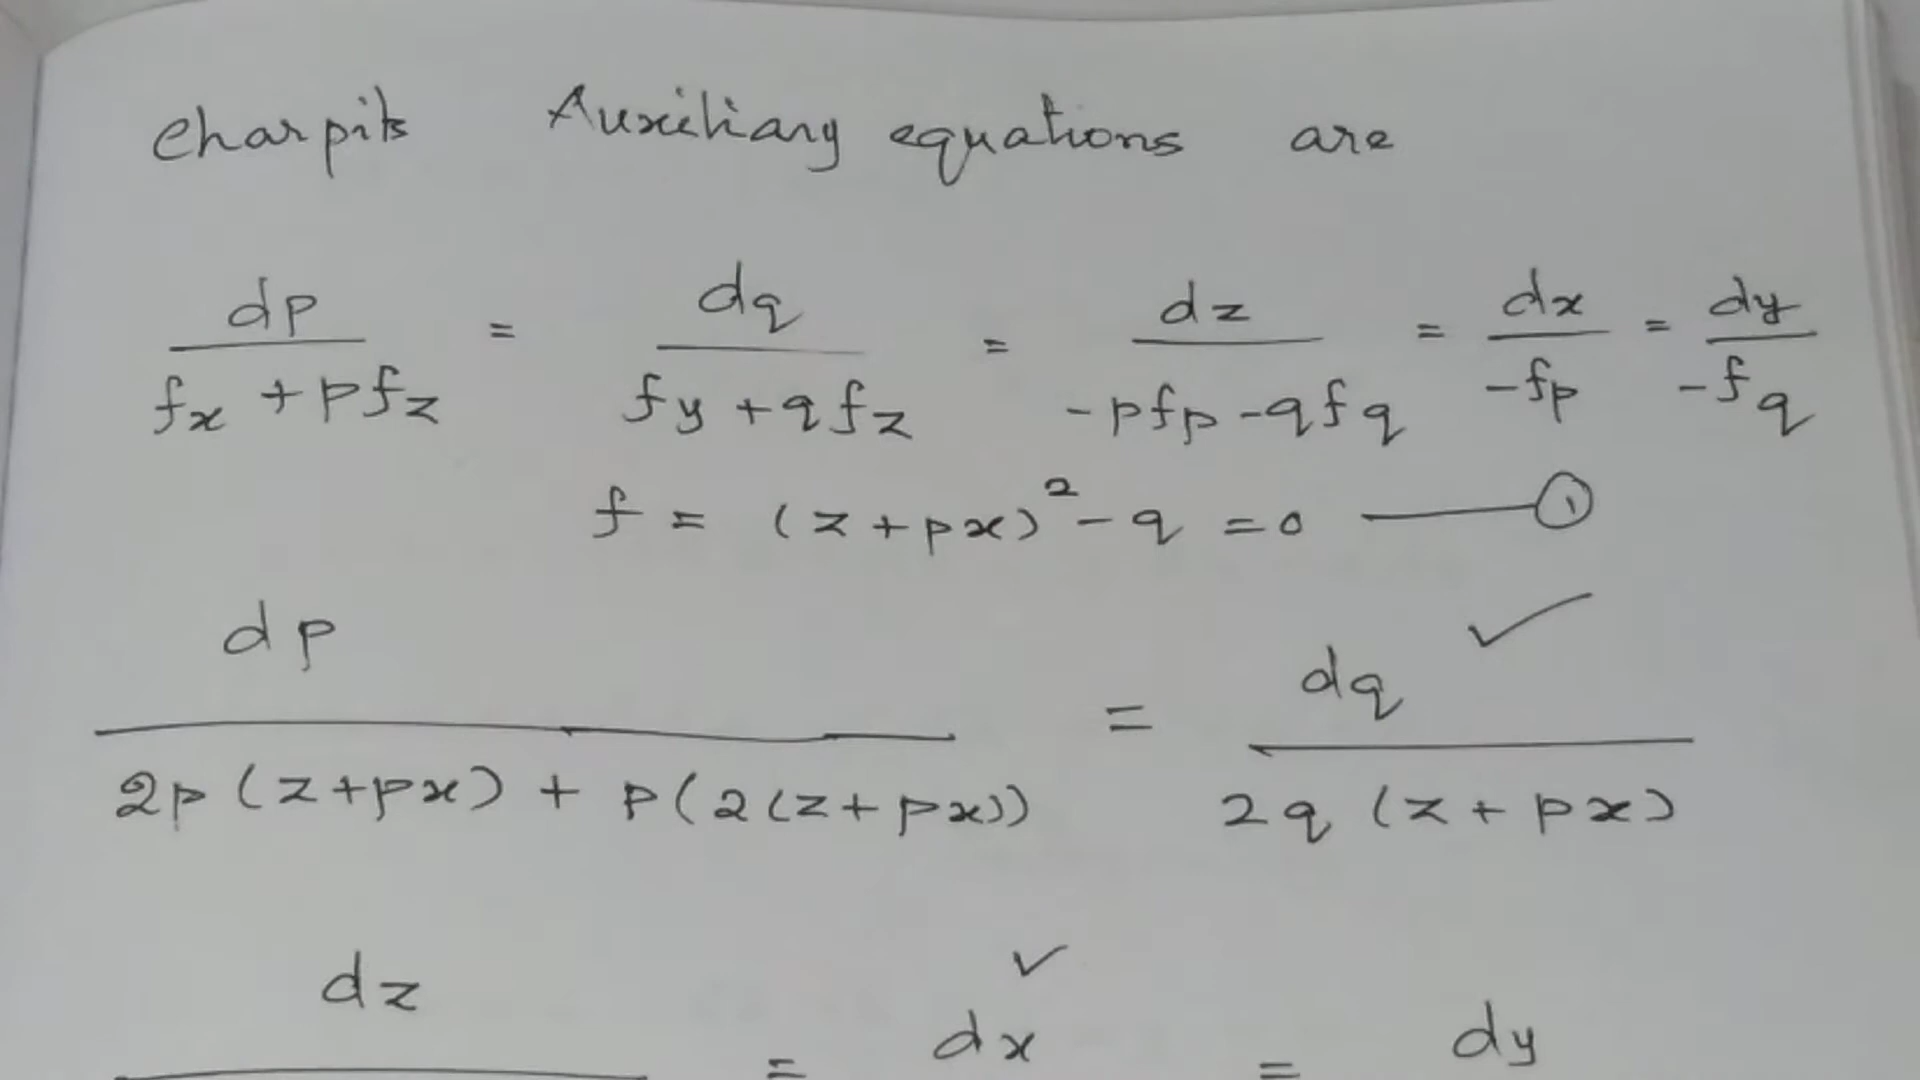 charpits Auxiliary equations are
dp/(fx + pfz) = dq/(fy + qfz) = dz/(-pfp - qfq) = dx/-fp = dy/-fq
f = (z + px)² - q = 0 —— ①
dp/(2p(z+px) + p(2(z+px))) = dq/(2q(z+px)) ✓
dz = dx ✓ = dy